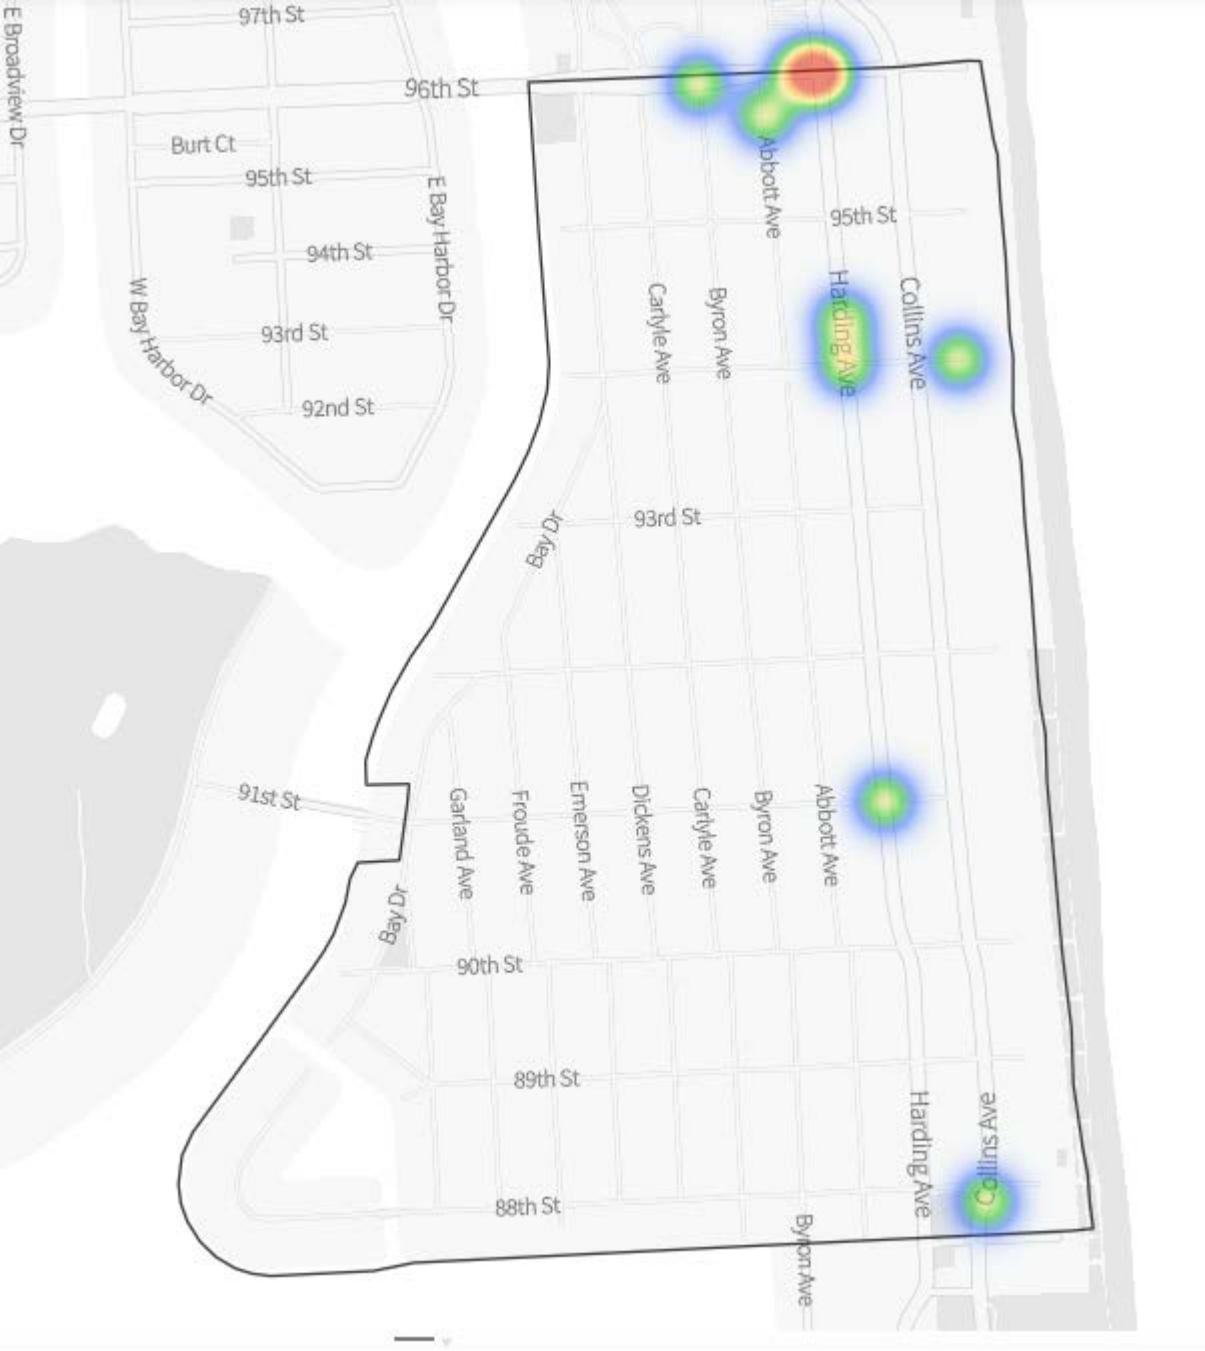 97th St
E Broadview Dr
96th St
Burt Ct
95th St
E Bay Harbor Dr
94th St
W Bay Harbor Dr
93rd St
92nd St
Abbott Ave
95th St
Harding Ave
Collins Ave
Carlyle Ave
Byron Ave
93rd St
Bay Dr
91st St
Garland Ave
Froude Ave
Emerson Ave
Dickens Ave
Carlyle Ave
Byron Ave
Abbott Ave
Bay Dr
90th St
89th St
Harding Ave
Collins Ave
88th St
Byron Ave